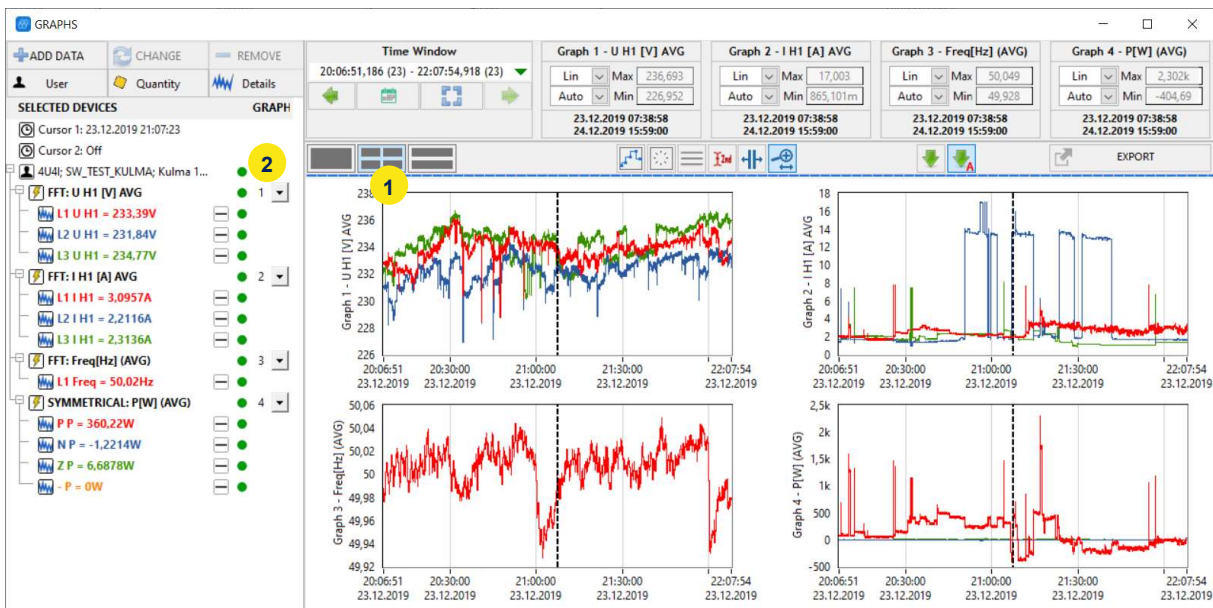 GRAPHS
ADD DATA CHANGE REMOVE
User Quantity Details
SELECTED DEVICES GRAPH
Cursor 1: 23.12.2019 21:07:23
Cursor 2: Off
2
4U4I; SW_TEST_KULMA; Kulma 1...
FFT: U H1 [V] AVG 1
L1 U H1 = 233,39V
L2 U H1 = 231,84V
L3 U H1 = 234,77V
FFT: I H1 [A] AVG 2
L1 I H1 = 3,0957A
L2 I H1 = 2,2116A
L3 I H1 = 2,3136A
FFT: Freq[Hz] (AVG) 3
L1 Freq = 50,02Hz
SYMMETRICAL: P[W] (AVG) 4
P P = 360,22W
N P = -1,2214W
Z P = 6,6878W
- P = 0W
Time Window
20:06:51,186 (23) - 22:07:54,918 (23)
Graph 1 - U H1 [V] AVG
Lin Max 236,693
Auto Min 226,952
23.12.2019 07:38:58
24.12.2019 15:59:00
Graph 2 - I H1 [A] AVG
Lin Max 17,003
Auto Min 865,101m
23.12.2019 07:38:58
24.12.2019 15:59:00
Graph 3 - Freq[Hz] (AVG)
Lin Max 50,049
Auto Min 49,928
23.12.2019 07:38:58
24.12.2019 15:59:00
Graph 4 - P[W] (AVG)
Lin Max 2,302k
Auto Min -404,69
23.12.2019 07:38:58
24.12.2019 15:59:00
2nd
A
EXPORT
1
Graph 1 - U H1 [V] AVG
238
236
234
232
230
228
226
20:06:51 20:30:00 21:00:00 21:30:00 22:07:54
23.12.2019 23.12.2019 23.12.2019 23.12.2019 23.12.2019
Graph 2 - I H1 [A] AVG
18
16
14
12
10
8
6
4
2
0
20:06:51 20:30:00 21:00:00 21:30:00 22:07:54
23.12.2019 23.12.2019 23.12.2019 23.12.2019 23.12.2019
Graph 3 - Freq[Hz] (AVG)
50,06
50,04
50,02
50
49,98
49,96
49,94
49,92
20:06:51 20:30:00 21:00:00 21:30:00 22:07:54
23.12.2019 23.12.2019 23.12.2019 23.12.2019 23.12.2019
Graph 4 - P[W] (AVG)
2,5k
2k
1,5k
1k
500
0
-500
20:06:51 20:30:00 21:00:00 21:30:00 22:07:54
23.12.2019 23.12.2019 23.12.2019 23.12.2019 23.12.2019